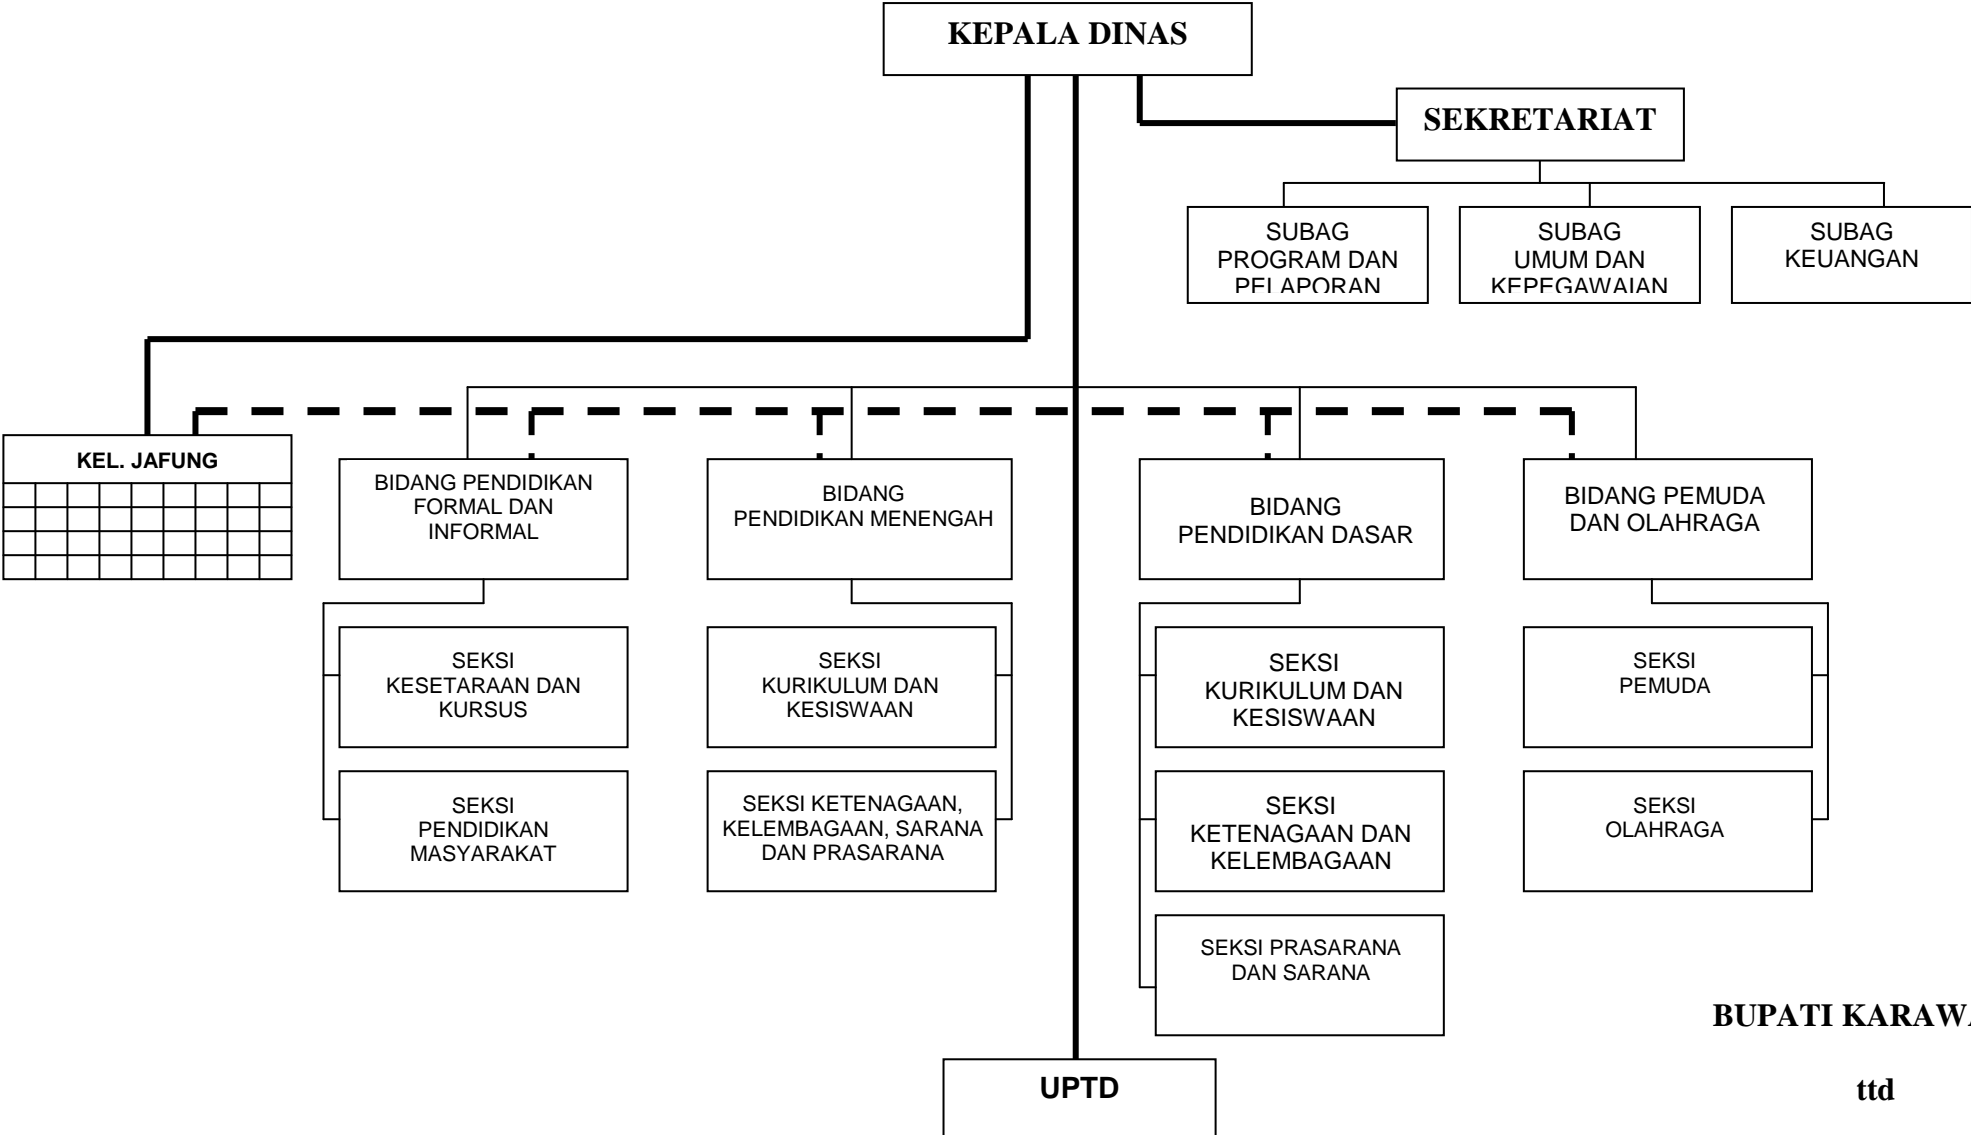 KEPALA DINAS
SEKRETARIAT
SUBAG
PROGRAM DAN
PELAPORAN
SUBAG
UMUM DAN
KEPEGAWAIAN
SUBAG
KEUANGAN
KEL. JAFUNG
BIDANG PENDIDIKAN
FORMAL DAN
INFORMAL
BIDANG
PENDIDIKAN MENENGAH
BIDANG
PENDIDIKAN DASAR
BIDANG PEMUDA
DAN OLAHRAGA
SEKSI
KESETARAAN DAN
KURSUS
SEKSI
KURIKULUM DAN
KESISWAAN
SEKSI
KURIKULUM DAN
KESISWAAN
SEKSI
PEMUDA
SEKSI
PENDIDIKAN
MASYARAKAT
SEKSI KETENAGAAN,
KELEMBAGAAN, SARANA
DAN PRASARANA
SEKSI
KETENAGAAN DAN
KELEMBAGAAN
SEKSI
OLAHRAGA
SEKSI PRASARANA
DAN SARANA
BUPATI KARAWA
UPTD
ttd